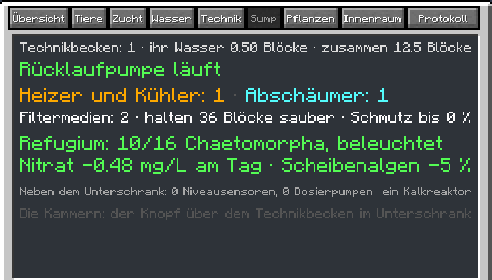 Übersicht Tiere Zucht Wasser Technik Sump Pflanzen Innenraum Protokoll
Technikbecken: 1 · ihr Wasser 0.50 Blöcke · zusammen 12.5 Blöcke
Rücklaufpumpe läuft
Heizer und Kühler: 1 · Abschäumer: 1
Filtermedien: 2 · halten 36 Blöcke sauber · Schmutz bis 0 %
Refugium: 10/16 Chaetomorpha, beleuchtet
Nitrat -0.48 mg/L am Tag · Scheibenalgen -5 %
Neben dem Unterschrank: 0 Niveausensoren, 0 Dosierpumpen ein Kalkreaktor
Die Kammern: der Knopf über dem Technikbecken im Unterschrank